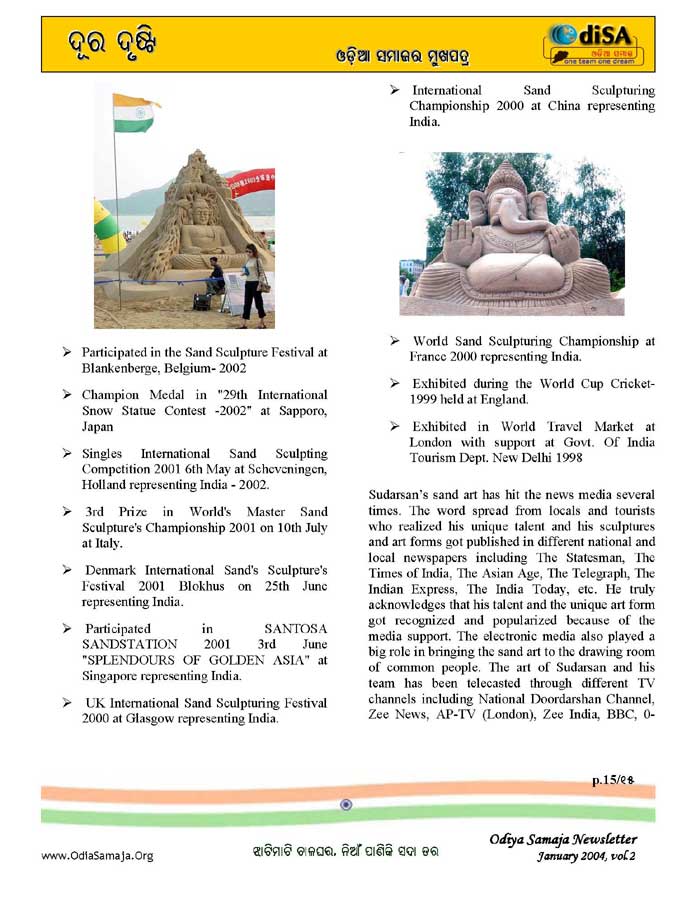 ଦୂର ଦୃଷ୍ଟି
ଓଡ଼ିଆ ସମାଜର ମୁଖପତ୍ର
OdiSA
ଓଡ଼ିଆ ସମାଜ
one team one dream
➢ Participated in the Sand Sculpture Festival at
Blankenberge, Belgium- 2002
➢ Champion Medal in "29th International
Snow Statue Contest -2002" at Sapporo,
Japan
➢ Singles International Sand Sculpting
Competition 2001 6th May at Scheveningen,
Holland representing India - 2002.
➢ 3rd Prize in World's Master Sand
Sculpture's Championship 2001 on 10th July
at Italy.
➢ Denmark International Sand's Sculpture's
Festival 2001 Blokhus on 25th June
representing India.
➢ Participated in SANTOSA
SANDSTATION 2001 3rd June
"SPLENDOURS OF GOLDEN ASIA" at
Singapore representing India.
➢ UK International Sand Sculpturing Festival
2000 at Glasgow representing India.
➢ International Sand Sculpturing
Championship 2000 at China representing
India.
➢ World Sand Sculpturing Championship at
France 2000 representing India.
➢ Exhibited during the World Cup Cricket-
1999 held at England.
➢ Exhibited in World Travel Market at
London with support at Govt. Of India
Tourism Dept. New Delhi 1998
Sudarsan's sand art has hit the news media several
times. The word spread from locals and tourists
who realized his unique talent and his sculptures
and art forms got published in different national and
local newspapers including The Statesman, The
Times of India, The Asian Age, The Telegraph, The
Indian Express, The India Today, etc. He truly
acknowledges that his talent and the unique art form
got recognized and popularized because of the
media support. The electronic media also played a
big role in bringing the sand art to the drawing room
of common people. The art of Sudarsan and his
team has been telecasted through different TV
channels including National Doordarshan Channel,
Zee News, AP-TV (London), Zee India, BBC, 0-
p.15/
www.OdiaSamaja.Org
ଝାଟିମାଟି ଚାଳଘର, ନିଆଁ ପାଣିକି ସଦା ଡର
Odiya Samaja Newsletter
January 2004, vol.2